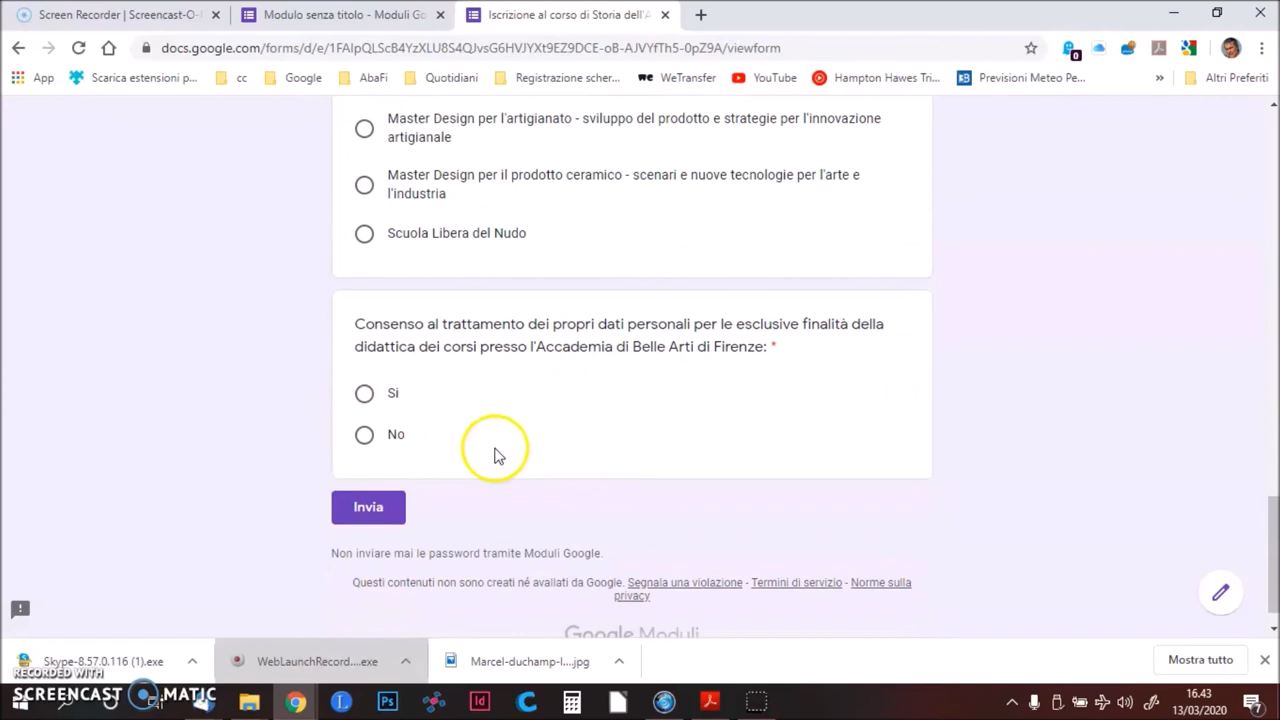 Screen Recorder | Screencast-O-
Modulo senza titolo - Moduli Go
Iscrizione al corso di Storia dell'A
docs.google.com/forms/d/e/1FAIpQLScB4YzXLU8S4QJvsG6HVJYXt9EZ9DCE-oB-AJVYfTh5-0pZ9A/viewform
0
App
Scarica estensioni p...
cc
Google
AbaFi
Quotidiani
Registrazione scher...
we WeTransfer
YouTube
Hampton Hawes Tri...
Previsioni Meteo Pe...
»
Altri Preferiti
Master Design per l'artigianato - sviluppo del prodotto e strategie per l'innovazione
artigianale
Master Design per il prodotto ceramico - scenari e nuove tecnologie per l'arte e
l'industria
Scuola Libera del Nudo
Consenso al trattamento dei propri dati personali per le esclusive finalità della
didattica dei corsi presso l'Accademia di Belle Arti di Firenze: *
Si
No
Invia
Non inviare mai le password tramite Moduli Google.
Questi contenuti non sono creati né avallati da Google. Segnala una violazione - Termini di servizio - Norme sulla
privacy
Google Moduli
Skype-8.57.0.116 (1).exe
WebLaunchRecord....exe
Marcel-duchamp-l-...jpg
Mostra tutto
RECORDED WITH
SCREENCAST MATIC
Ps
Id
16.43
13/03/2020
7